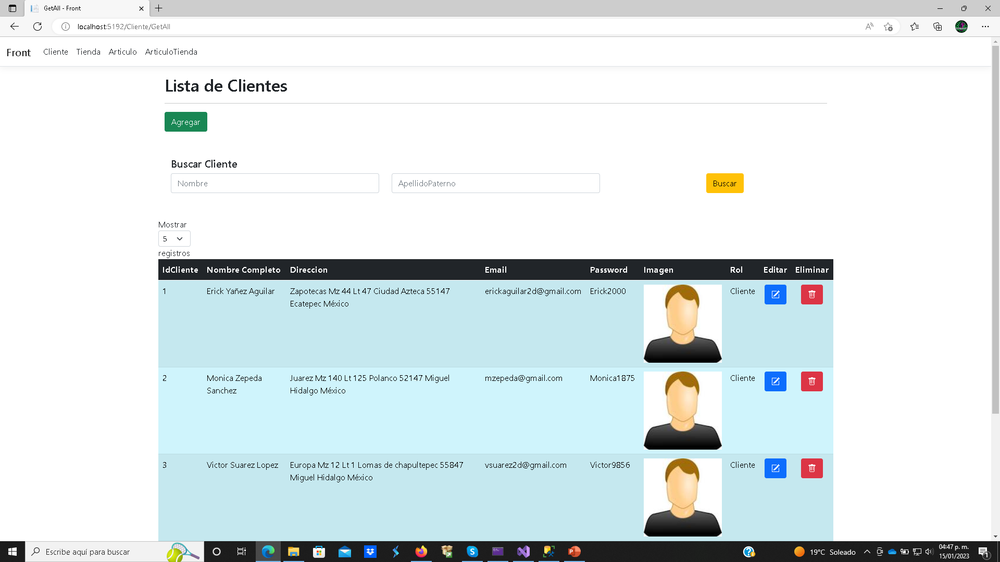 GetAll - Front
localhost:5192/Cliente/GetAll
Front Cliente Tienda Articulo ArticuloTienda
Lista de Clientes
Agregar
Buscar Cliente
Nombre ApellidoPaterno Buscar
Mostrar
5
registros
IdCliente Nombre Completo Direccion Email Password Imagen Rol Editar Eliminar
1 Erick Yañez Aguilar Zapotecas Mz 44 Lt 47 Ciudad Azteca 55147 erickaguilar2d@gmail.com Erick2000 Cliente
Ecatepec México
2 Monica Zepeda Juarez Mz 140 Lt 125 Polanco 52147 Miguel mzepeda@gmail.com Monica1875 Cliente
Sanchez Hidalgo México
3 Victor Suarez Lopez Europa Mz 12 Lt 1 Lomas de chapultepec 55847 vsuarez2d@gmail.com Victor9856 Cliente
Miguel Hidalgo México
Escribe aquí para buscar
19°C Soleado
04:47 p. m.
15/01/2023
1